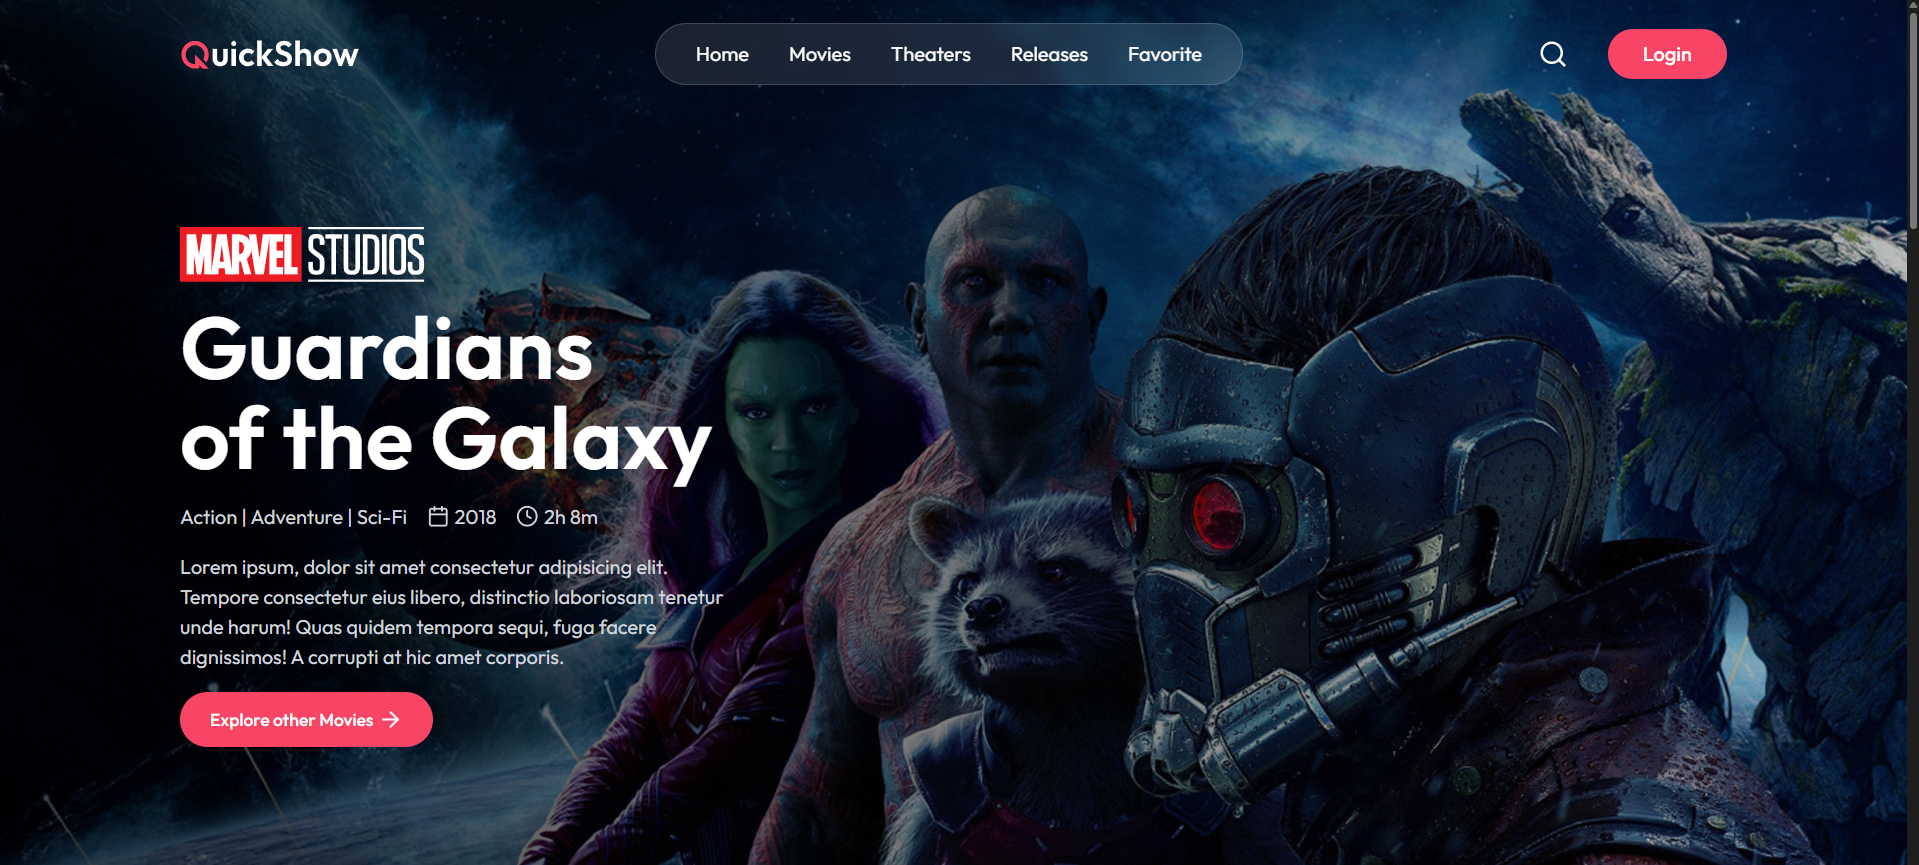 QuickShow
Home Movies Theaters Releases Favorite
Login
MARVEL STUDIOS
Guardians
of the Galaxy
Action | Adventure | Sci-Fi 2018 2h 8m
Lorem ipsum, dolor sit amet consectetur adipisicing elit.
Tempore consectetur eius libero, distinctio laboriosam tenetur
unde harum! Quas quidem tempora sequi, fuga facere
dignissimos! A corrupti at hic amet corporis.
Explore other Movies